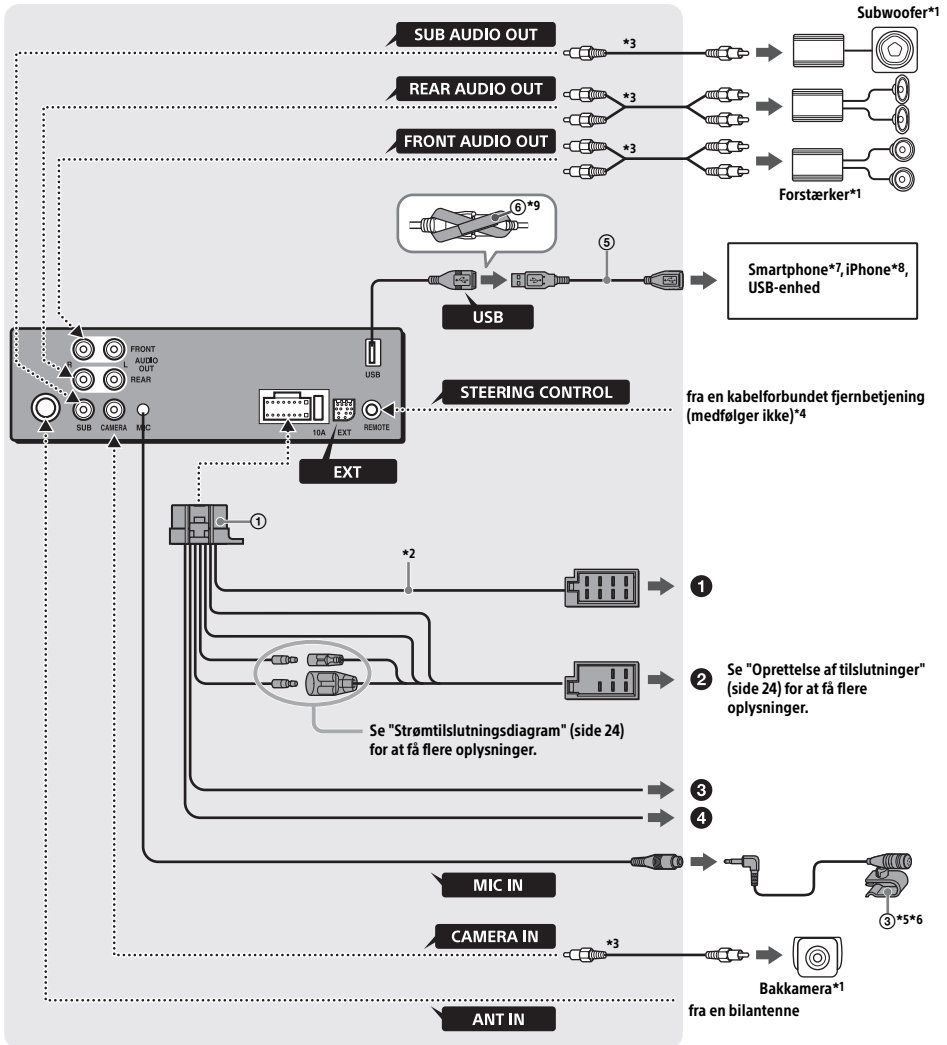 Subwoofer*1
SUB AUDIO OUT
*3
REAR AUDIO OUT
*3
FRONT AUDIO OUT
*3
Forstærker*1
⑥*9
⑤
Smartphone*7, iPhone*8,
USB-enhed
USB
FRONT
R
L
AUDIO
OUT
REAR
USB
STEERING CONTROL
fra en kabelforbundet fjernbetjening
(medfølger ikke)*4
SUB
CAMERA
MIC
10A
EXT
REMOTE
EXT
①
*2
❶
❷
Se "Oprettelse af tilslutninger"
(side 24) for at få flere
oplysninger.
Se "Strømtilslutningsdiagram" (side 24)
for at få flere oplysninger.
❸
❹
MIC IN
③*5*6
CAMERA IN
*3
Bakkamera*1
fra en bilantenne
ANT IN